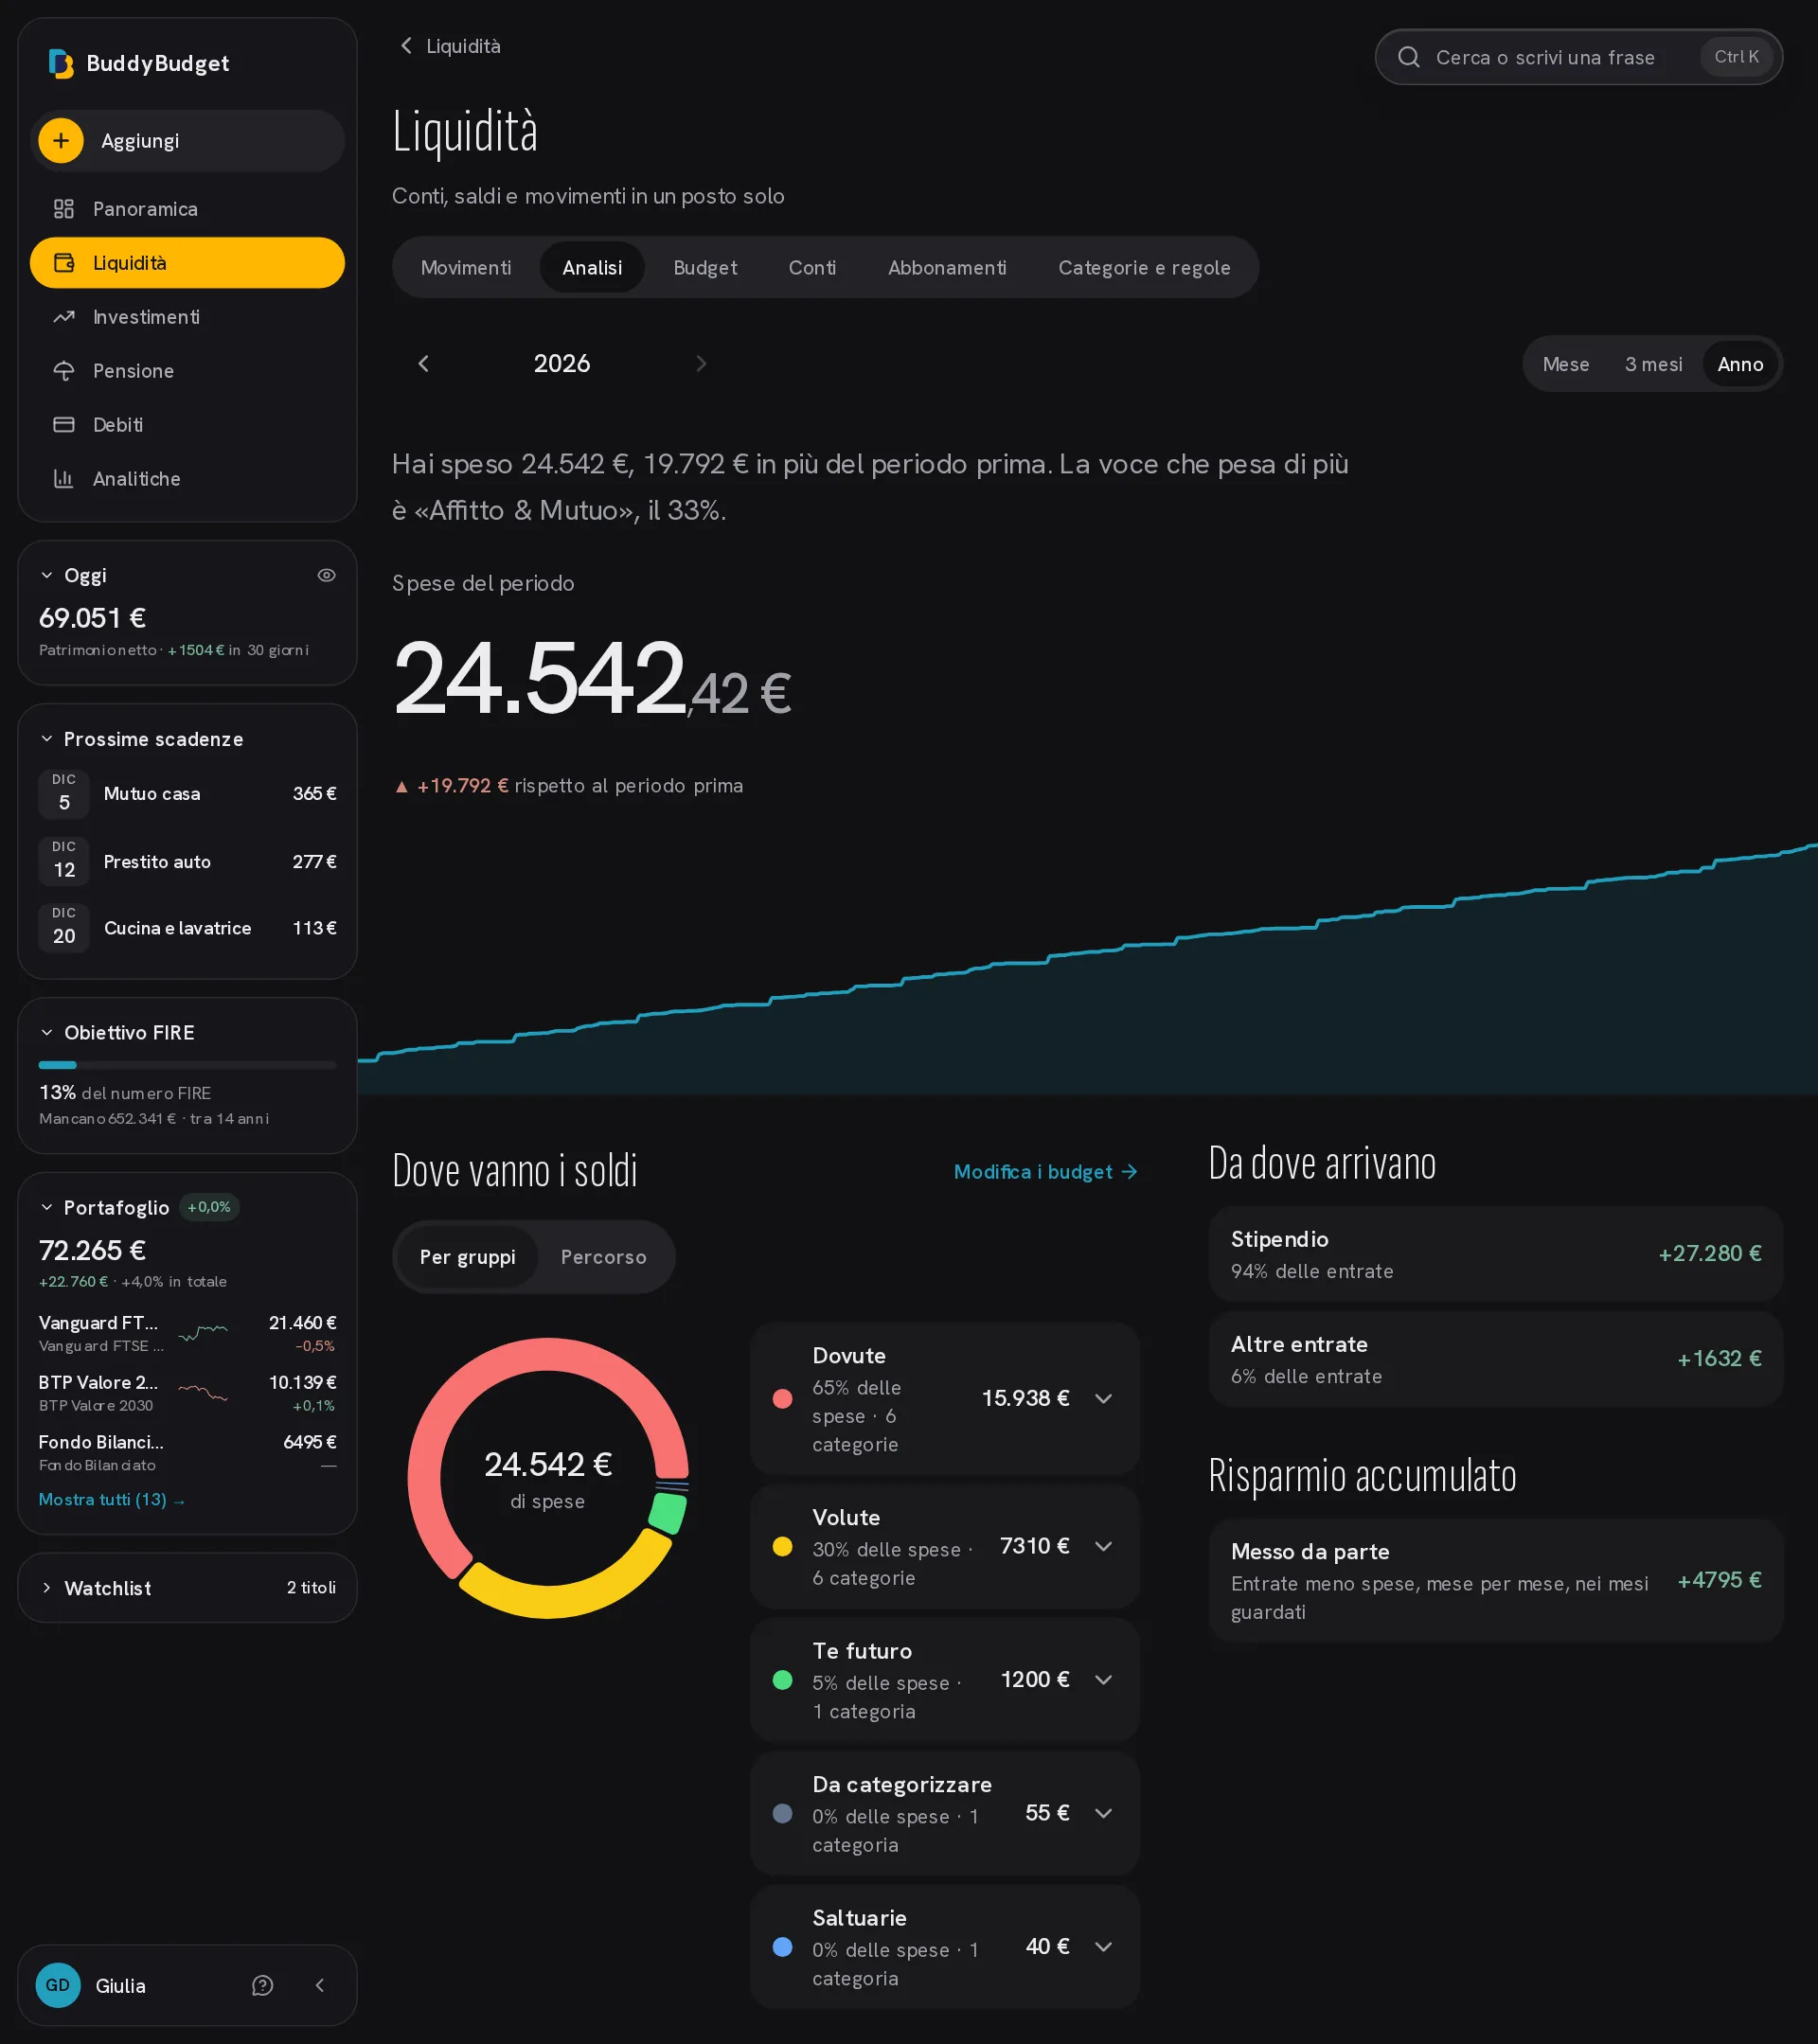 BuddyBudget
Aggiungi
Panoramica
Liquidità
Investimenti
Pensione
Debiti
Analitiche
Oggi
69.051 €
Patrimonio netto · +1504 € in 30 giorni
Prossime scadenze
DIC
5
Mutuo casa
365 €
DIC
12
Prestito auto
277 €
DIC
20
Cucina e lavatrice
113 €
Obiettivo FIRE
13% del numero FIRE
Mancano 652.341 € · tra 14 anni
Portafoglio
+0,0%
72.265 €
+22.760 € · +4,0% in totale
Vanguard FT...
21.460 €
Vanguard FTSE ...
-0,5%
BTP Valore 2...
10.139 €
BTP Valore 2030
+0,1%
Fondo Bilanci...
6495 €
Fondo Bilanciato
—
Mostra tutti (13) →
Watchlist
2 titoli
GD
Giulia
Liquidità
Cerca o scrivi una frase
Ctrl K
Liquidità
Conti, saldi e movimenti in un posto solo
Movimenti
Analisi
Budget
Conti
Abbonamenti
Categorie e regole
2026
Mese
3 mesi
Anno
Hai speso 24.542 €, 19.792 € in più del periodo prima. La voce che pesa di più
è «Affitto & Mutuo», il 33%.
Spese del periodo
24.542,42 €
▲ +19.792 € rispetto al periodo prima
Dove vanno i soldi
Modifica i budget →
Per gruppi
Percorso
24.542 €
di spese
Dovute
65% delle
spese · 6
categorie
15.938 €
Volute
30% delle spese ·
6 categorie
7310 €
Te futuro
5% delle spese ·
1 categoria
1200 €
Da categorizzare
0% delle spese · 1
categoria
55 €
Saltuarie
0% delle spese · 1
categoria
40 €
Da dove arrivano
Stipendio
94% delle entrate
+27.280 €
Altre entrate
6% delle entrate
+1632 €
Risparmio accumulato
Messo da parte
Entrate meno spese, mese per mese, nei mesi
guardati
+4795 €